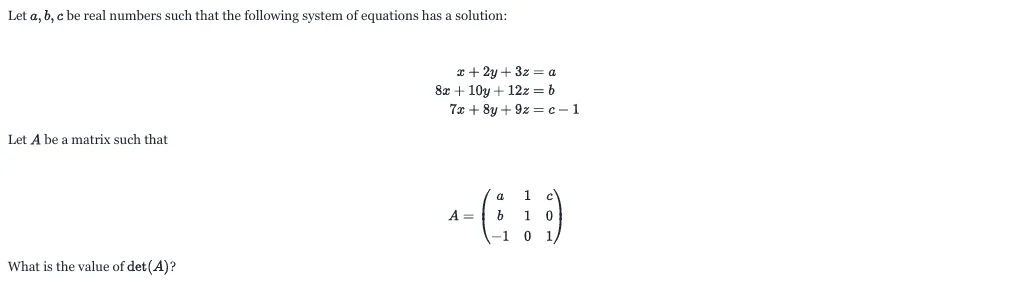 Let a, b, c be real numbers such that the following system of equations has a solution:
x + 2y + 3z = a
8x + 10y + 12z = b
7x + 8y + 9z = c − 1
Let A be a matrix such that
a 1 c
A = b 1 0
−1 0 1
What is the value of det(A)?